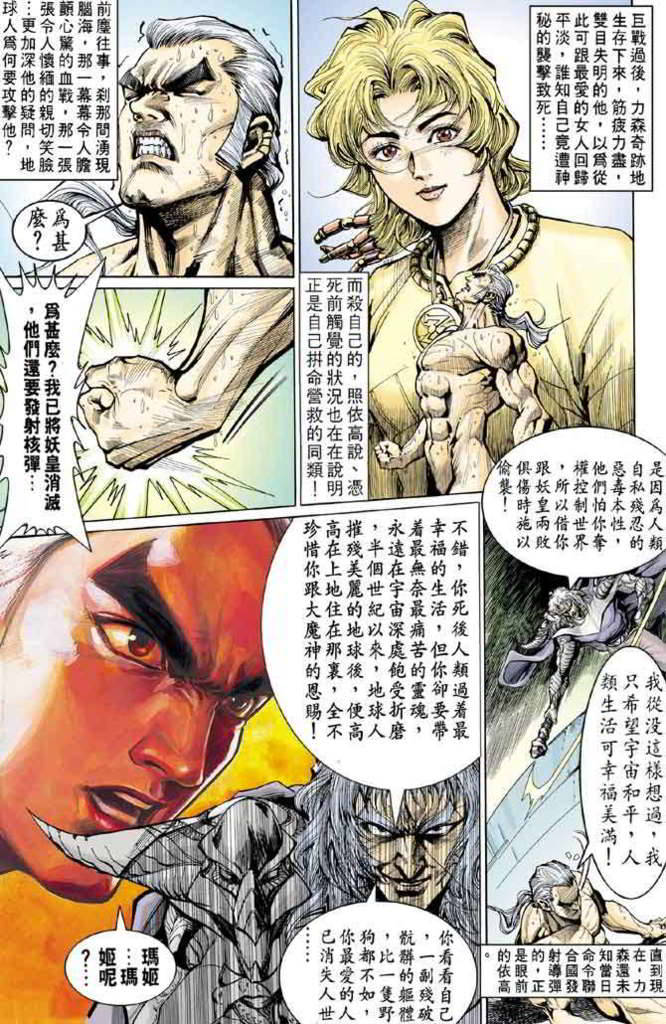 巨戰過後，力森奇跡地
生存下來，筋疲力盡，
雙目失明的他，以爲從
此可跟最愛的女人回歸
平淡，誰知自己竟遭神
秘的襲擊致死……
而殺自己的，照依高說、憑
死前觸覺的狀況也在在說明
正是自己拚命營救的同類！
前塵往事，刹那間湧現
腦海，那一幕幕令人膽
顫心驚的血戰，那一張
張令人懷緬的親切笑臉
…更加深他的疑問，地
球人爲何要攻擊他？
爲甚
麼？
爲甚麼？我已將妖皇消滅
，他們還要發射核彈…
是因爲人類
自私殘忍的
惡毒本性，
他們怕你奪
權控制世界
，所以借你
跟妖皇兩敗
俱傷時施以
偷襲！
我從没這樣想過，我
只希望宇宙和平，人
類生活可幸福美滿！
不錯，你死後人類過着最
幸福的生活，但你卻要帶
着最無奈最痛苦的靈魂，
永遠在宇宙深處飽受折磨
，半個世紀以來，地球人
摧殘美麗的地球後，便高
高在上地住在那裏，全不
珍惜你跟大魔神的恩賜！
你看看自己
，一副殘破
骯髒的軀體
，比一隻野
狗都不如，
你最愛的人
已消失人世
……
瑪姬
…瑪
姬呢
？…
直到現
在，力
森還未
知當日
命令聯
合國發
射導彈
的，正
是眼前
的依高